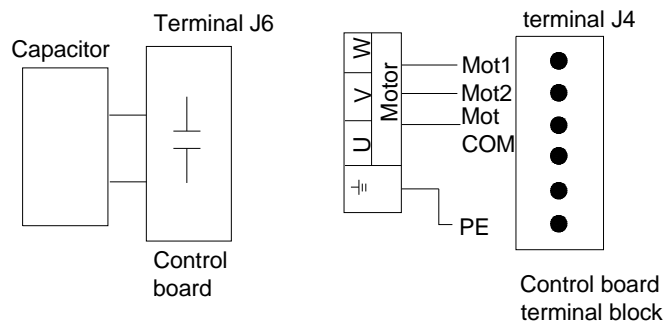 Terminal J6
Capacitor
Control
board
terminal J4
W
V
U
Motor
Mot1
Mot2
Mot
COM
PE
Control board
terminal block